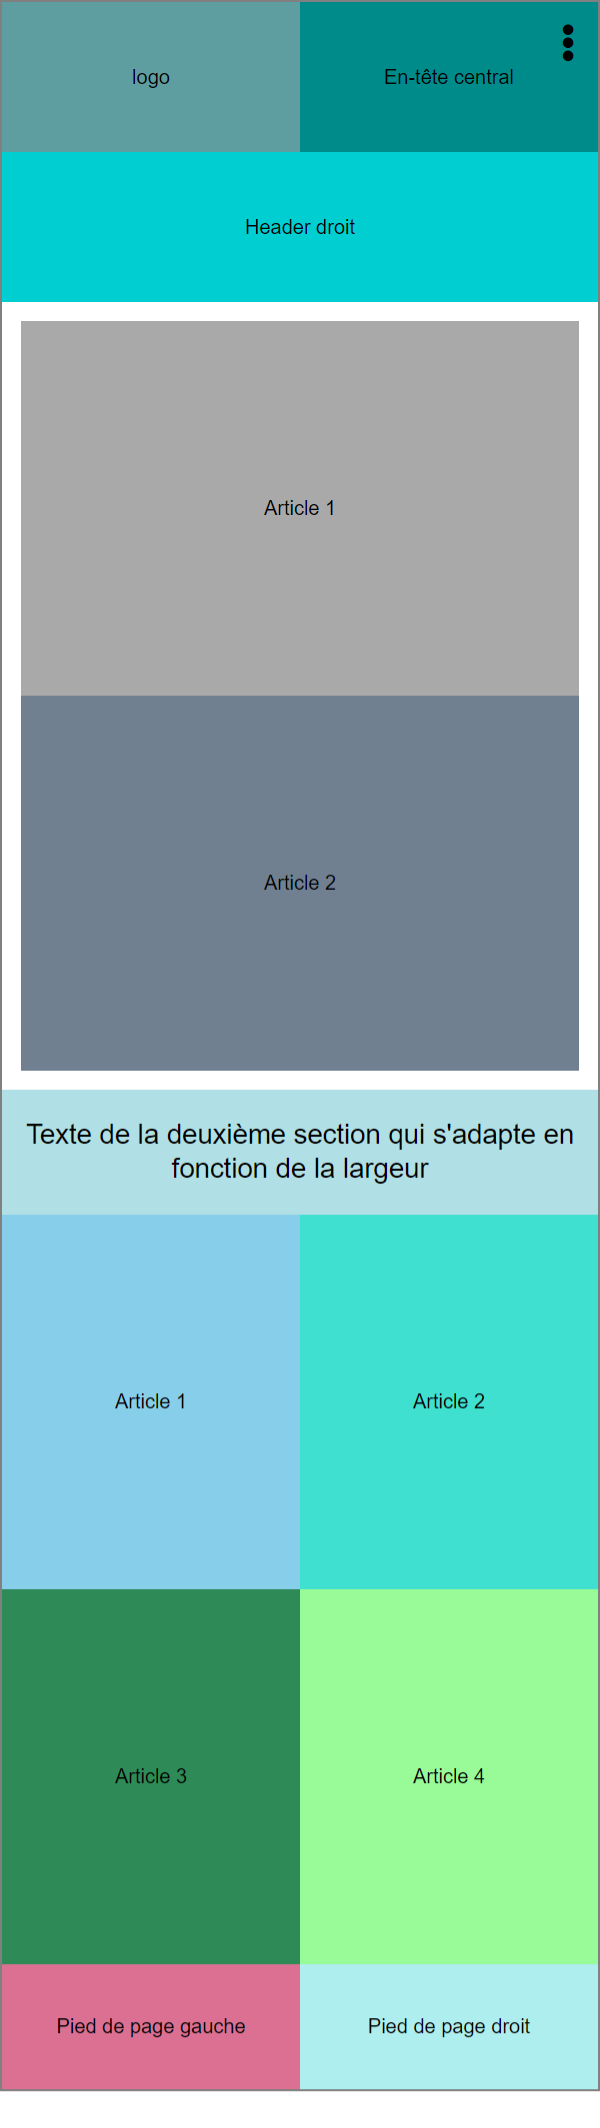 logo
En-tête central
Header droit
Article 1
Article 2
Texte de la deuxième section qui s'adapte en
fonction de la largeur
Article 1
Article 2
Article 3
Article 4
Pied de page gauche
Pied de page droit